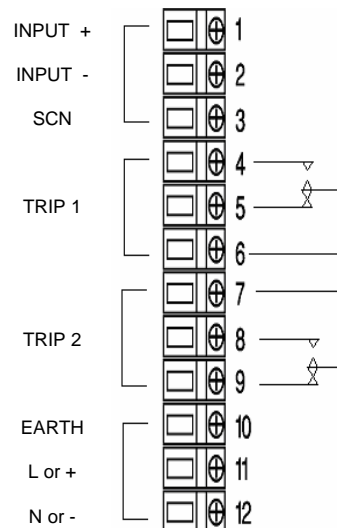 INPUT + 1
INPUT - 2
SCN 3
4
TRIP 1 5
6
7
TRIP 2 8
9
EARTH 10
L or + 11
N or - 12